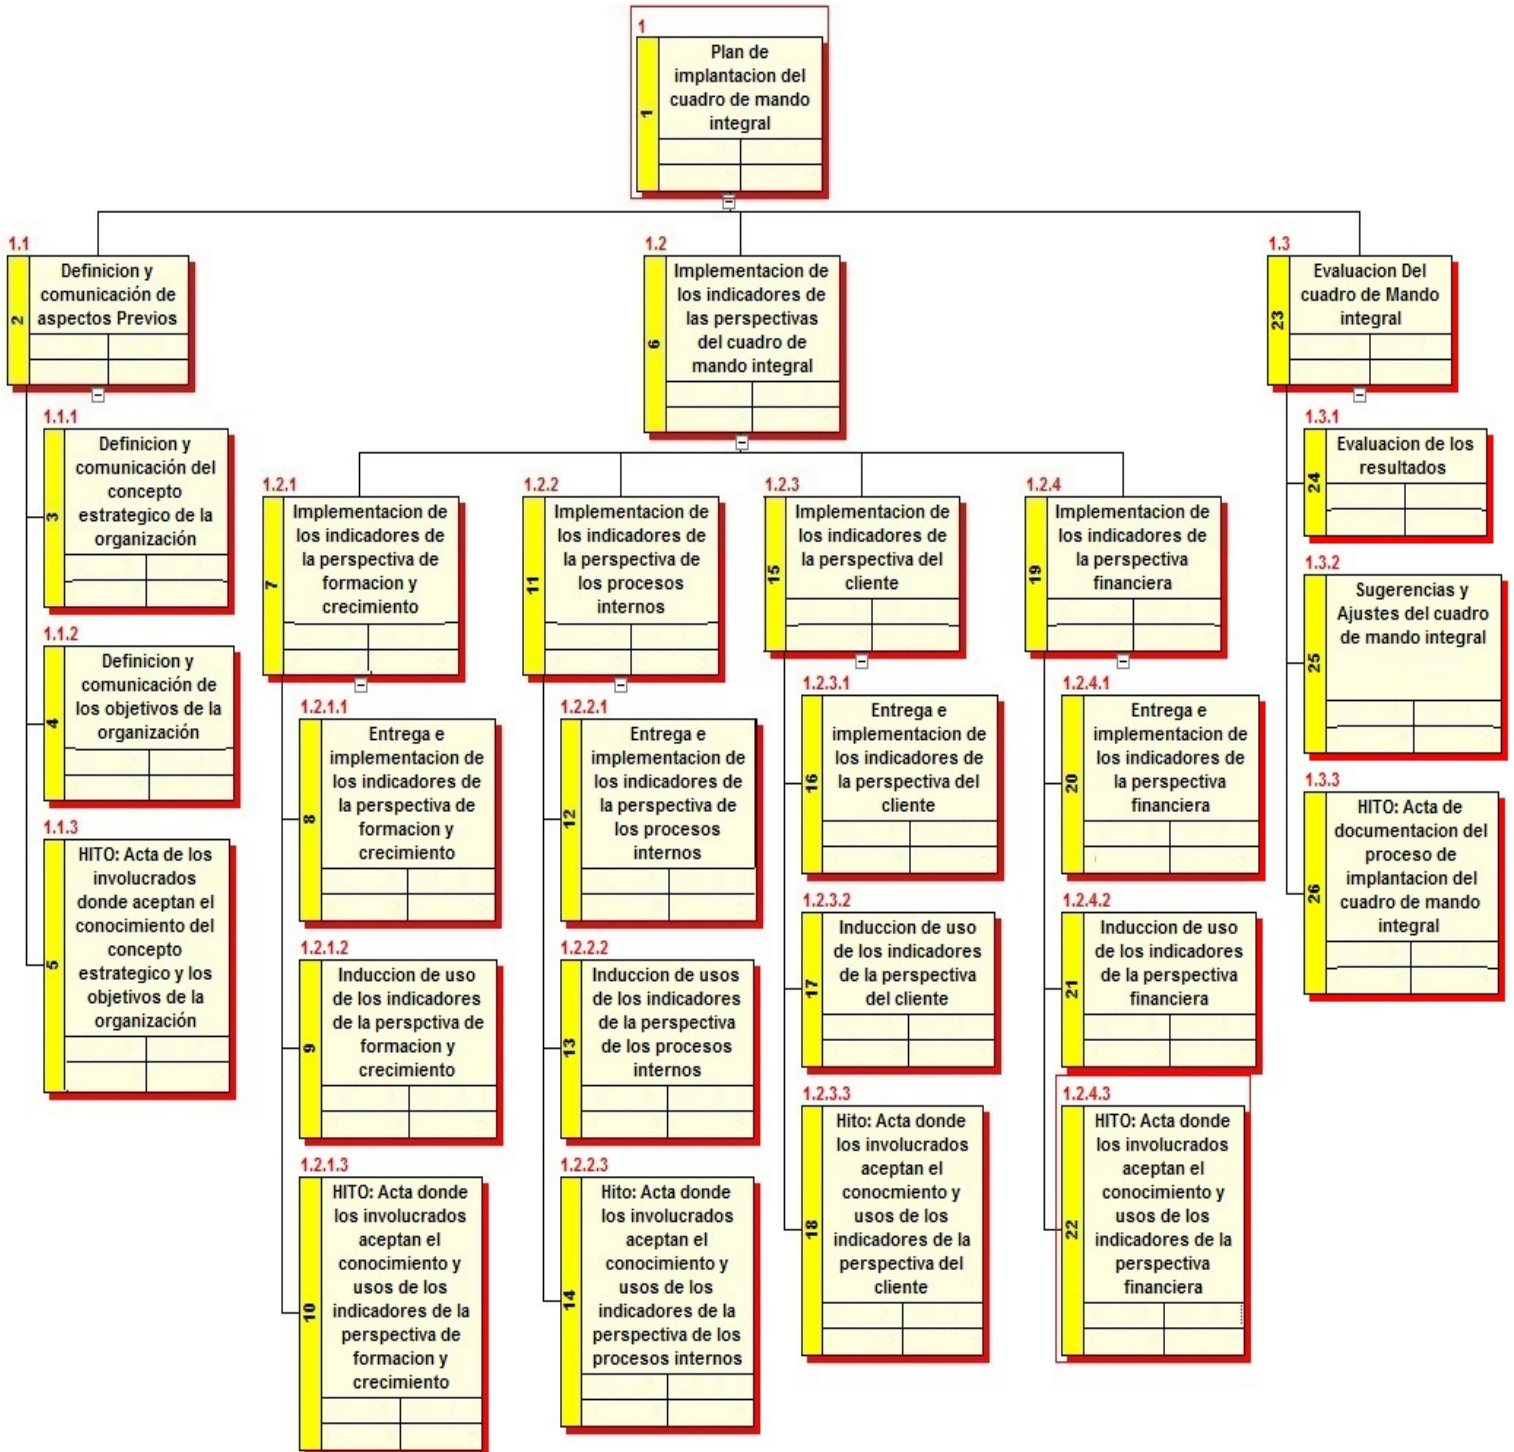 1
1
Plan de
implantacion del
cuadro de mando
integral
1.1
2
Definicion y
comunicación de
aspectos Previos
1.1.1
3
Definicion y
comunicación del
concepto
estrategico de la
organización
1.1.2
4
Definicion y
comunicación de
los objetivos de la
organización
1.1.3
5
HITO: Acta de los
involucrados
donde aceptan el
conocimiento del
concepto
estrategico y los
objetivos de la
organización
1.2
6
Implementacion de
los indicadores de
las perspectivas
del cuadro de
mando integral
1.2.1
7
Implementacion de
los indicadores de
la perspectiva de
formacion y
crecimiento
1.2.1.1
8
Entrega e
implementacion de
los indicadores de
la perspectiva de
formacion y
crecimiento
1.2.1.2
9
Induccion de uso
de los indicadores
de la perspctiva de
formacion y
crecimiento
1.2.1.3
10
HITO: Acta donde
los involucrados
aceptan el
conocimiento y
usos de los
indicadores de la
perspectiva de
formacion y
crecimiento
1.2.2
11
Implementacion de
los indicadores de
la perspectiva de
los procesos
internos
1.2.2.1
12
Entrega e
implementacion de
los indicadores de
la perspectiva de
los procesos
internos
1.2.2.2
13
Induccion de usos
de los indicadores
de la perspectiva
de los procesos
internos
1.2.2.3
14
Hito: Acta donde
los involucrados
aceptan el
conocimiento y
usos de los
indicadores de la
perspectiva de los
procesos internos
1.2.3
15
Implementacion de
los indicadores de
la perspectiva del
cliente
1.2.3.1
16
Entrega e
implementacion de
los indicadores de
la perspectiva del
cliente
1.2.3.2
17
Induccion de uso
de los indicadores
de la perspectiva
del cliente
1.2.3.3
18
Hito: Acta donde
los involucrados
aceptan el
conocmiento y
usos de los
indicadores de la
perspectiva del
cliente
1.2.4
19
Implementacion de
los indicadores de
la perspectiva
financiera
1.2.4.1
20
Entrega e
implementacion de
los indicadores de
la perspectiva
financiera
1.2.4.2
21
Induccion de uso
de los indicadores
de la perspectiva
financiera
1.2.4.3
22
HITO: Acta donde
los involucrados
aceptan el
conocimiento y
usos de los
indicadores de la
perspectiva
financiera
1.3
23
Evaluacion Del
cuadro de Mando
integral
1.3.1
24
Evaluacion de los
resultados
1.3.2
25
Sugerencias y
Ajustes del cuadro
de mando integral
1.3.3
26
HITO: Acta de
documentacion del
proceso de
implantacion del
cuadro de mando
integral